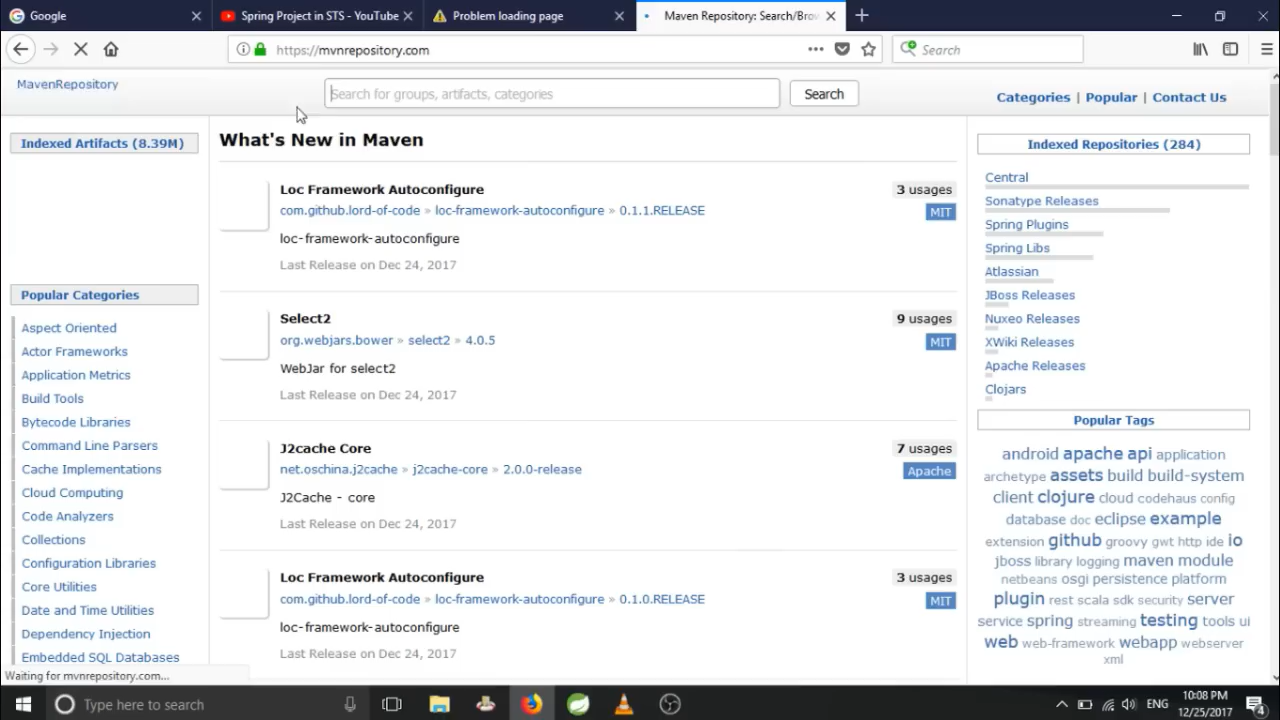 Google
Spring Project in STS - YouTube
Problem loading page
Maven Repository: Search/Brow
https://mvnrepository.com
Search
MavenRepository
Search for groups, artifacts, categories
Search
Categories | Popular | Contact Us
Indexed Artifacts (8.39M)
Popular Categories
Aspect Oriented
Actor Frameworks
Application Metrics
Build Tools
Bytecode Libraries
Command Line Parsers
Cache Implementations
Cloud Computing
Code Analyzers
Collections
Configuration Libraries
Core Utilities
Date and Time Utilities
Dependency Injection
Embedded SQL Databases
Waiting for mvnrepository.com...
What's New in Maven
Loc Framework Autoconfigure
3 usages
com.github.lord-of-code » loc-framework-autoconfigure » 0.1.1.RELEASE
MIT
loc-framework-autoconfigure
Last Release on Dec 24, 2017
Select2
9 usages
org.webjars.bower » select2 » 4.0.5
MIT
WebJar for select2
Last Release on Dec 24, 2017
J2cache Core
7 usages
net.oschina.j2cache » j2cache-core » 2.0.0-release
Apache
J2Cache - core
Last Release on Dec 24, 2017
Loc Framework Autoconfigure
3 usages
com.github.lord-of-code » loc-framework-autoconfigure » 0.1.0.RELEASE
MIT
loc-framework-autoconfigure
Last Release on Dec 24, 2017
Indexed Repositories (284)
Central
Sonatype Releases
Spring Plugins
Spring Libs
Atlassian
JBoss Releases
Nuxeo Releases
XWiki Releases
Apache Releases
Clojars
Popular Tags
android apache api application
archetype assets build build-system
client clojure cloud codehaus config
database doc eclipse example
extension github groovy gwt http ide io
jboss library logging maven module
netbeans osgi persistence platform
plugin rest scala sdk security server
service spring streaming testing tools ui
web web-framework webapp webserver
xml
Type here to search
ENG
10:08 PM
12/25/2017
4